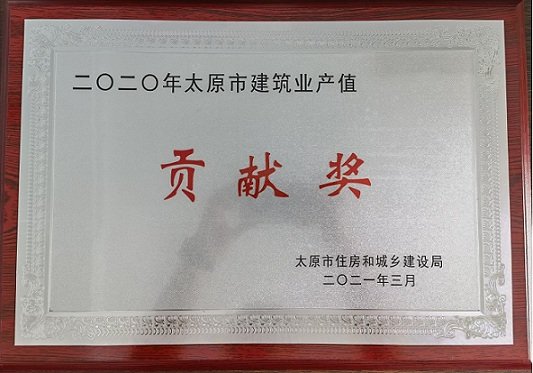 二〇二〇年太原市建筑业产值
贡献奖
太原市住房和城乡建设局
二〇二一年三月